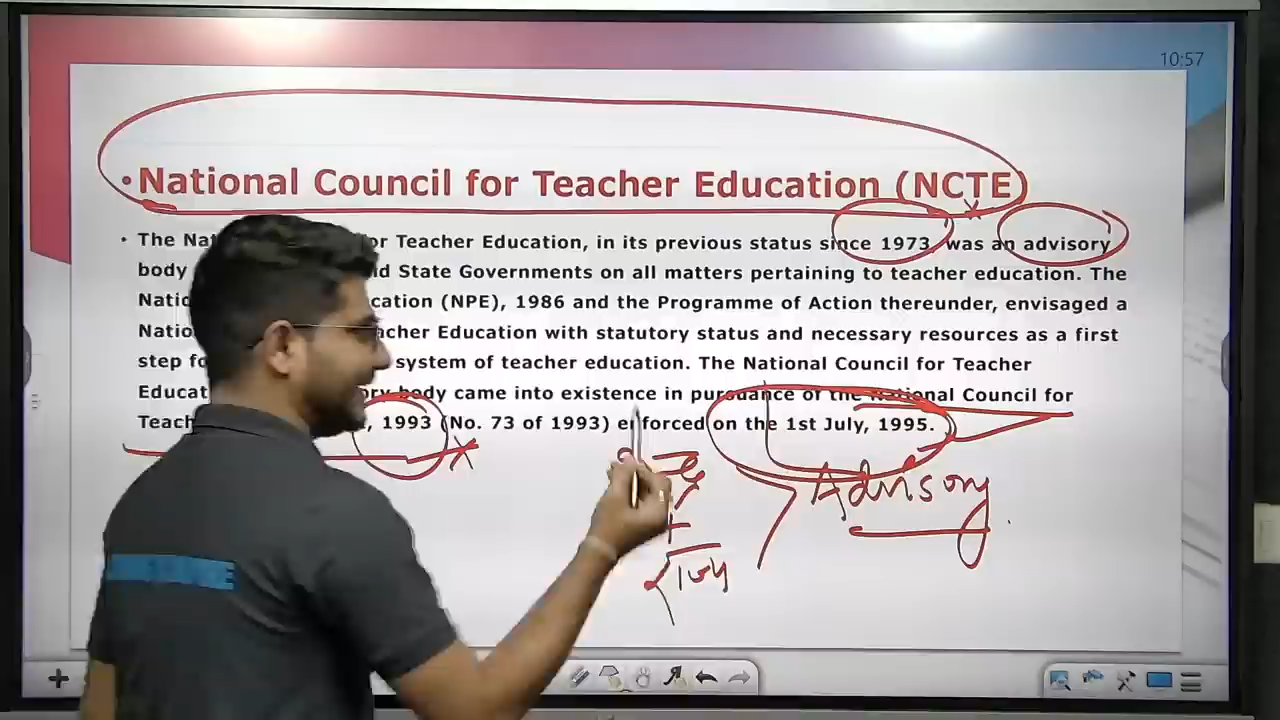 10:57
• National Council for Teacher Education (NCTE)
• The Nat or Teacher Education, in its previous status since 1973, was an advisory
body d State Governments on all matters pertaining to teacher education. The
Natio cation (NPE), 1986 and the Programme of Action thereunder, envisaged a
Natio acher Education with statutory status and necessary resources as a first
step fo system of teacher education. The National Council for Teacher
Educat ory body came into existence in pursuance of the National Council for
Teach , 1993 (No. 73 of 1993) enforced on the 1st July, 1995.
Advisory